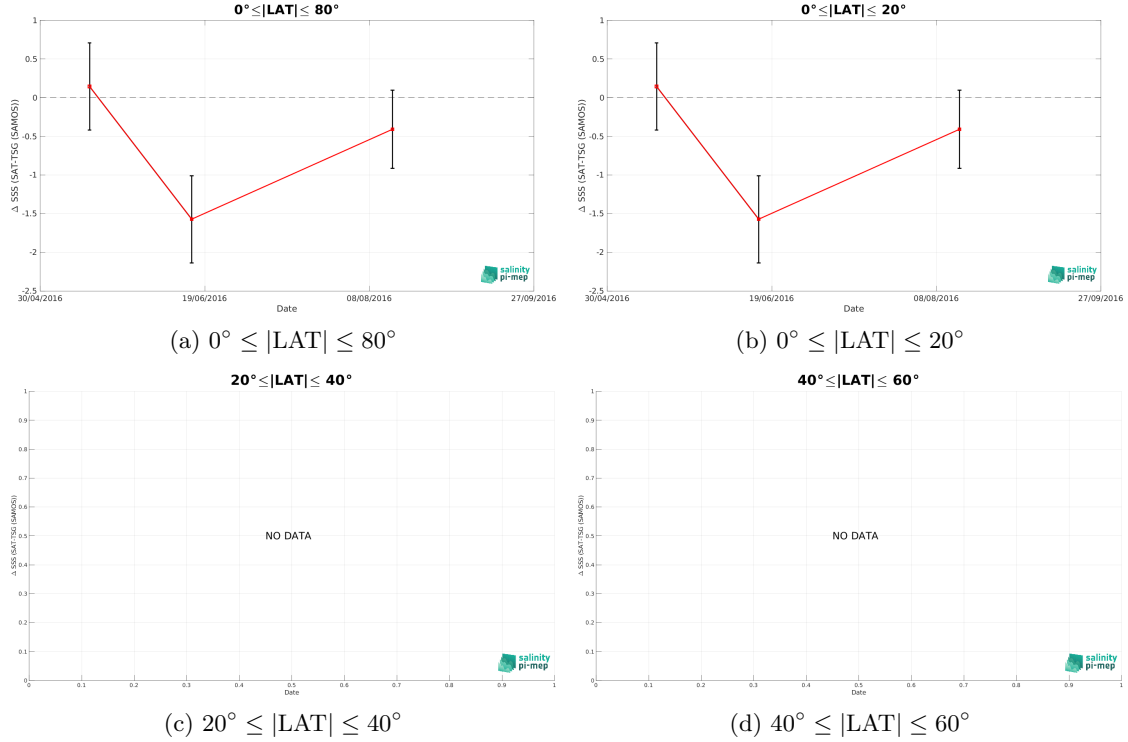 0°≤|LAT|≤ 80°
Δ SSS (SAT-TSG (SAMOS))
1
0.5
0
-0.5
-1
-1.5
-2
-2.5
30/04/2016 19/06/2016 08/08/2016 27/09/2016
Date
salinity
pi-mep
(a) 0° ≤ |LAT| ≤ 80°
0°≤|LAT|≤ 20°
Δ SSS (SAT-TSG (SAMOS))
1
0.5
0
-0.5
-1
-1.5
-2
-2.5
30/04/2016 19/06/2016 08/08/2016 27/09/2016
Date
salinity
pi-mep
(b) 0° ≤ |LAT| ≤ 20°
20°≤|LAT|≤ 40°
Δ SSS (SAT-TSG (SAMOS))
1
0.9
0.8
0.7
0.6
0.5
0.4
0.3
0.2
0.1
0
NO DATA
0 0.1 0.2 0.3 0.4 0.5 0.6 0.7 0.8 0.9 1
Date
salinity
pi-mep
(c) 20° ≤ |LAT| ≤ 40°
40°≤|LAT|≤ 60°
Δ SSS (SAT-TSG (SAMOS))
1
0.9
0.8
0.7
0.6
0.5
0.4
0.3
0.2
0.1
0
NO DATA
0 0.1 0.2 0.3 0.4 0.5 0.6 0.7 0.8 0.9 1
Date
salinity
pi-mep
(d) 40° ≤ |LAT| ≤ 60°